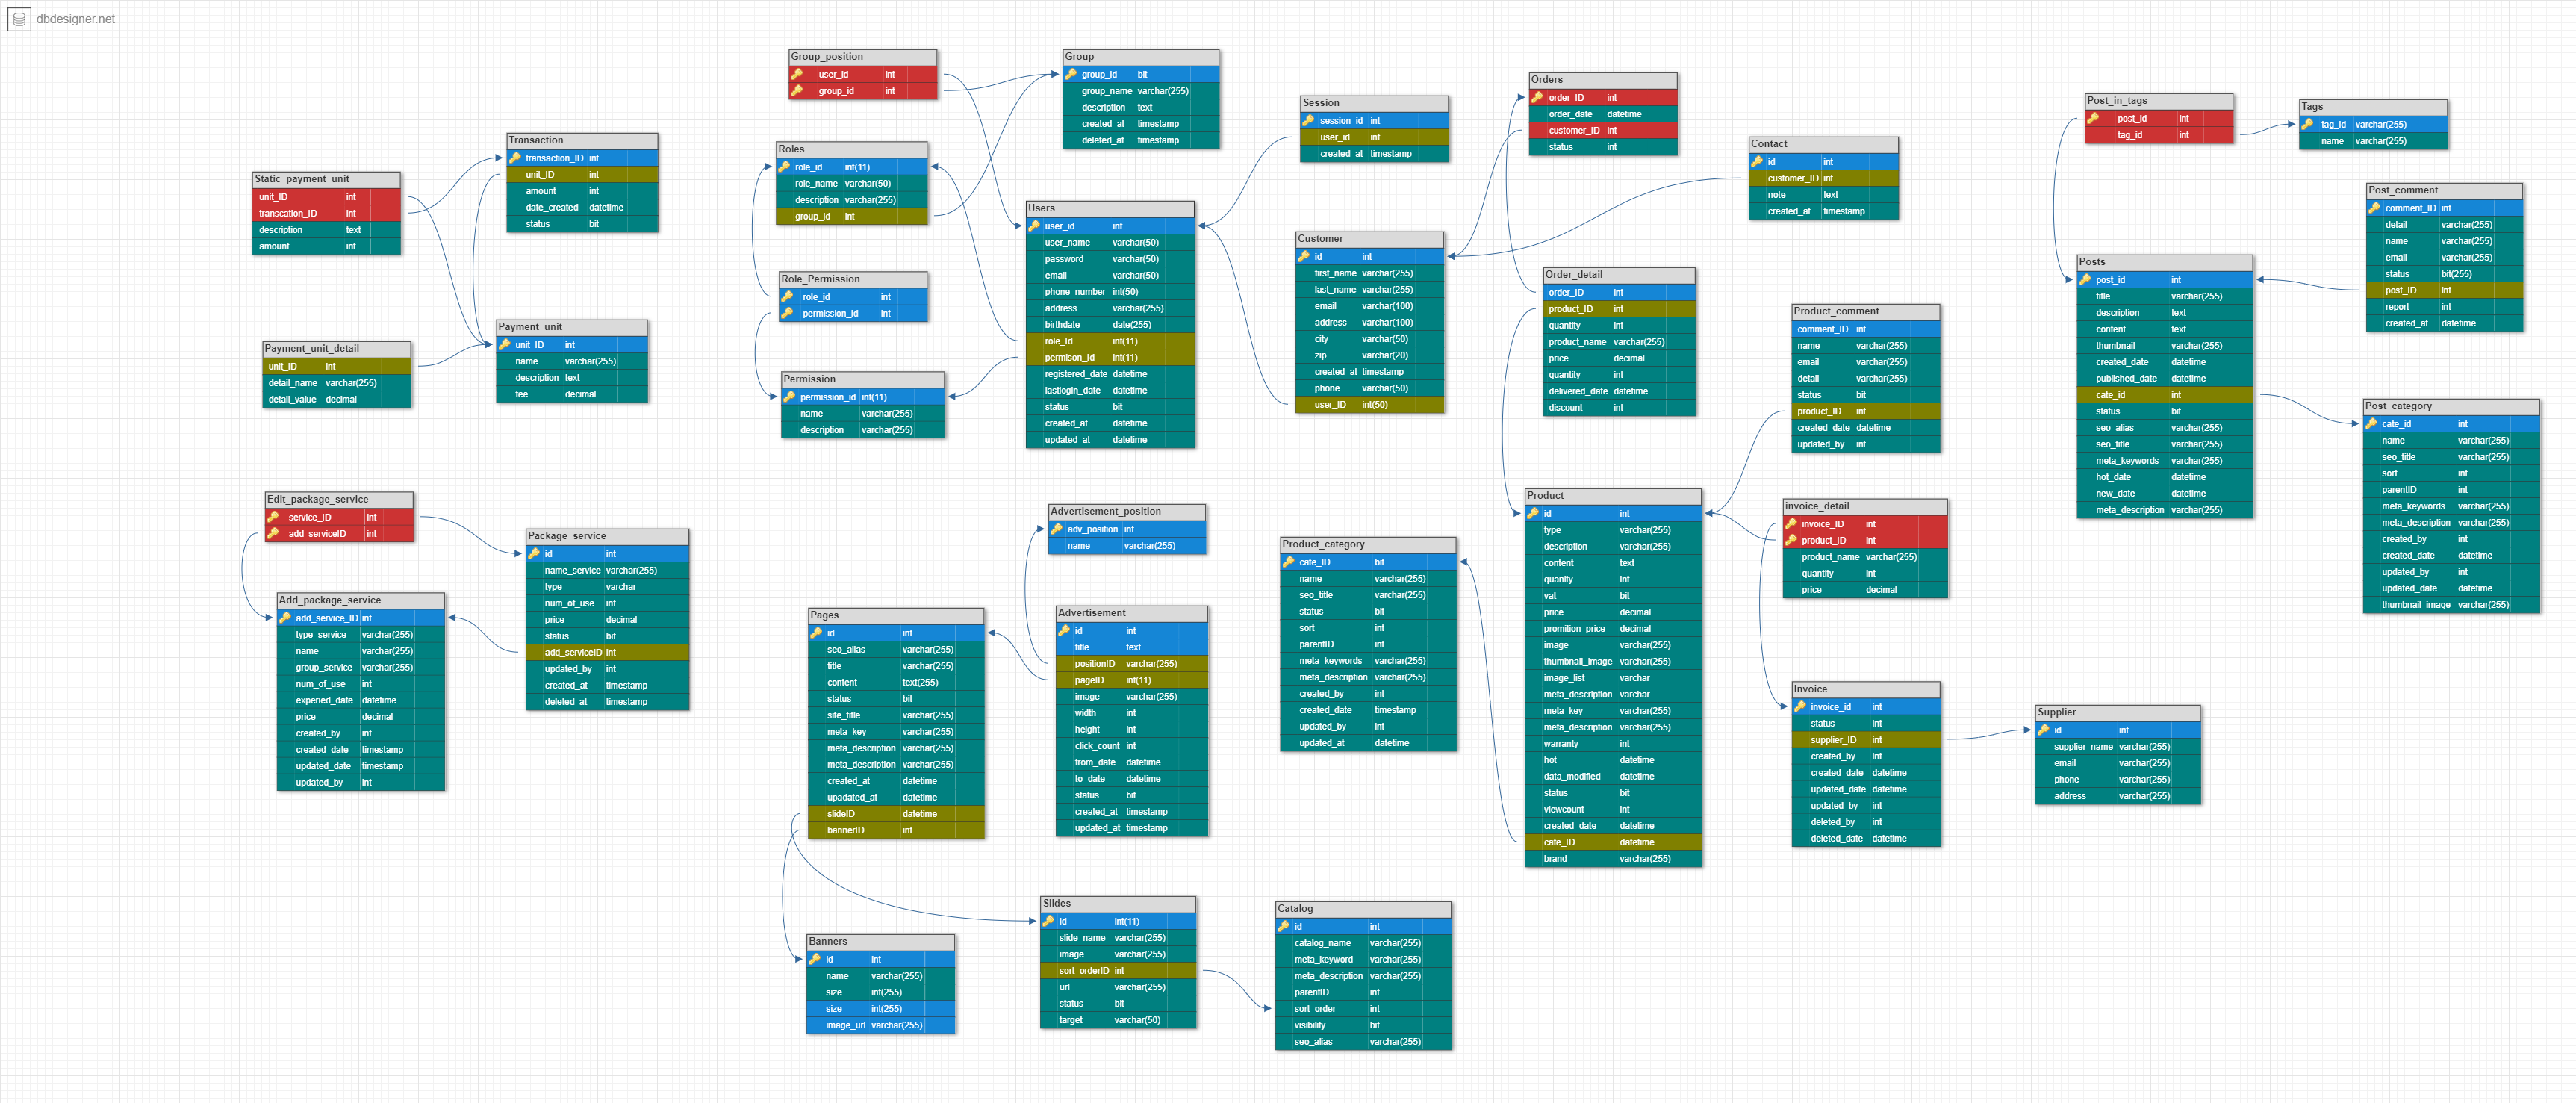 dbdesigner.net
Group_position
user_id int
group_id int
Group
group_id bit
group_name varchar(255)
description text
created_at timestamp
deleted_at timestamp
Session
session_id int
user_id int
created_at timestamp
Orders
order_ID int
order_date datetime
customer_ID int
status int
Post_in_tags
post_id int
tag_id int
Tags
tag_id varchar(255)
name varchar(255)
Transaction
transaction_ID int
unit_ID int
amount int
date_created datetime
status bit
Roles
role_id int(11)
role_name varchar(50)
description varchar(255)
group_id int
Contact
id int
customer_ID int
note text
created_at timestamp
Static_payment_unit
unit_ID int
transcation_ID int
description text
amount int
Post_comment
comment_ID int
detail varchar(255)
name varchar(255)
email varchar(255)
status bit(255)
post_ID int
report int
created_at datetime
Users
user_id int
user_name varchar(50)
password varchar(50)
email varchar(50)
phone_number int(50)
address varchar(255)
birthdate date(255)
role_Id int(11)
permison_Id int(11)
registered_date datetime
lastlogin_date datetime
status bit
created_at datetime
updated_at datetime
Customer
id int
first_name varchar(255)
last_name varchar(255)
email varchar(100)
address varchar(100)
city varchar(50)
zip varchar(20)
created_at timestamp
phone varchar(50)
user_ID int(50)
Posts
post_id int
title varchar(255)
description text
content text
thumbnail varchar(255)
created_date datetime
published_date datetime
cate_id int
status bit
seo_alias varchar(255)
seo_title varchar(255)
meta_keywords varchar(255)
hot_date datetime
new_date datetime
meta_description varchar(255)
Role_Permission
role_id int
permission_id int
Order_detail
order_ID int
product_ID int
quantity int
product_name varchar(255)
price decimal
quantity int
delivered_date datetime
discount int
Product_comment
comment_ID int
name varchar(255)
email varchar(255)
detail varchar(255)
status bit
product_ID int
created_date datetime
updated_by int
Payment_unit
unit_ID int
name varchar(255)
description text
fee decimal
Payment_unit_detail
unit_ID int
detail_name varchar(255)
detail_value decimal
Permission
permission_id int(11)
name varchar(255)
description varchar(255)
Post_category
cate_id int
name varchar(255)
seo_title varchar(255)
sort int
parentID int
meta_keywords varchar(255)
meta_description varchar(255)
created_by int
created_date datetime
updated_by int
updated_date datetime
thumbnail_image varchar(255)
Edit_package_service
service_ID int
add_serviceID int
Package_service
id int
name_service varchar(255)
type varchar
num_of_use int
price decimal
status bit
add_serviceID int
updated_by int
created_at timestamp
deleted_at timestamp
Advertisement_position
adv_position int
name varchar(255)
Product
id int
type varchar(255)
description varchar(255)
content text
quanity int
vat bit
price decimal
promition_price decimal
image varchar(255)
thumbnail_image varchar(255)
image_list varchar
meta_description varchar
meta_key varchar(255)
meta_description varchar(255)
warranty int
hot datetime
data_modified datetime
status bit
viewcount int
created_date datetime
cate_ID datetime
brand varchar(255)
invoice_detail
invoice_ID int
product_ID int
product_name varchar(255)
quantity int
price decimal
Product_category
cate_ID bit
name varchar(255)
seo_title varchar(255)
status bit
sort int
parentID int
meta_keywords varchar(255)
meta_description varchar(255)
created_by int
created_date timestamp
updated_by int
updated_at datetime
Add_package_service
add_service_ID int
type_service varchar(255)
name varchar(255)
group_service varchar(255)
num_of_use int
experied_date datetime
price decimal
created_by int
created_date timestamp
updated_date timestamp
updated_by int
Pages
id int
seo_alias varchar(255)
title varchar(255)
content text(255)
status bit
site_title varchar(255)
meta_key varchar(255)
meta_description varchar(255)
meta_description varchar(255)
created_at datetime
upadated_at datetime
slideID datetime
bannerID int
Advertisement
id int
title text
positionID varchar(255)
pageID int(11)
image varchar(255)
width int
height int
click_count int
from_date datetime
to_date datetime
status bit
created_at timestamp
updated_at timestamp
Invoice
invoice_id int
status int
supplier_ID int
created_by int
created_date datetime
updated_date datetime
updated_by int
deleted_by int
deleted_date datetime
Supplier
id int
supplier_name varchar(255)
email varchar(255)
phone varchar(255)
address varchar(255)
Slides
id int(11)
slide_name varchar(255)
image varchar(255)
sort_orderID int
url varchar(255)
status bit
target varchar(50)
Catalog
id int
catalog_name varchar(255)
meta_keyword varchar(255)
meta_description varchar(255)
parentID int
sort_order int
visibility bit
seo_alias varchar(255)
Banners
id int
name varchar(255)
size int(255)
size int(255)
image_url varchar(255)